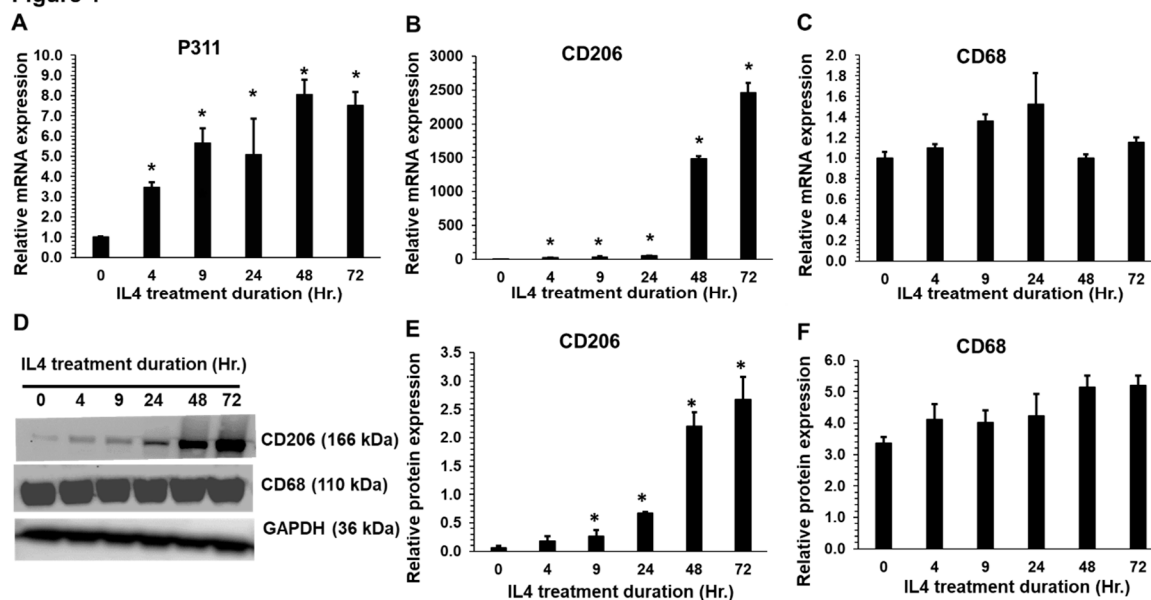 A
P311
Relative mRNA expression
10.0
9.0
8.0
7.0
6.0
5.0
4.0
3.0
2.0
1.0
0.0
* * * * *
0 4 9 24 48 72
IL4 treatment duration (Hr.)
B
CD206
Relative mRNA expression
3000
2500
2000
1500
1000
500
0
* * * * *
0 4 9 24 48 72
IL4 treatment duration (Hr.)
C
CD68
Relative mRNA expression
2.0
1.8
1.6
1.4
1.2
1.0
0.8
0.6
0.4
0.2
0.0
0 4 9 24 48 72
IL4 treatment duration (Hr.)
D
IL4 treatment duration (Hr.)
0 4 9 24 48 72
CD206 (166 kDa)
CD68 (110 kDa)
GAPDH (36 kDa)
E
CD206
Relative protein expression
3.5
3.0
2.5
2.0
1.5
1.0
0.5
0.0
* * * *
0 4 9 24 48 72
IL4 treatment duration (Hr.)
F
CD68
Relative protein expression
6.0
5.0
4.0
3.0
2.0
1.0
0.0
0 4 9 24 48 72
IL4 treatment duration (Hr.)